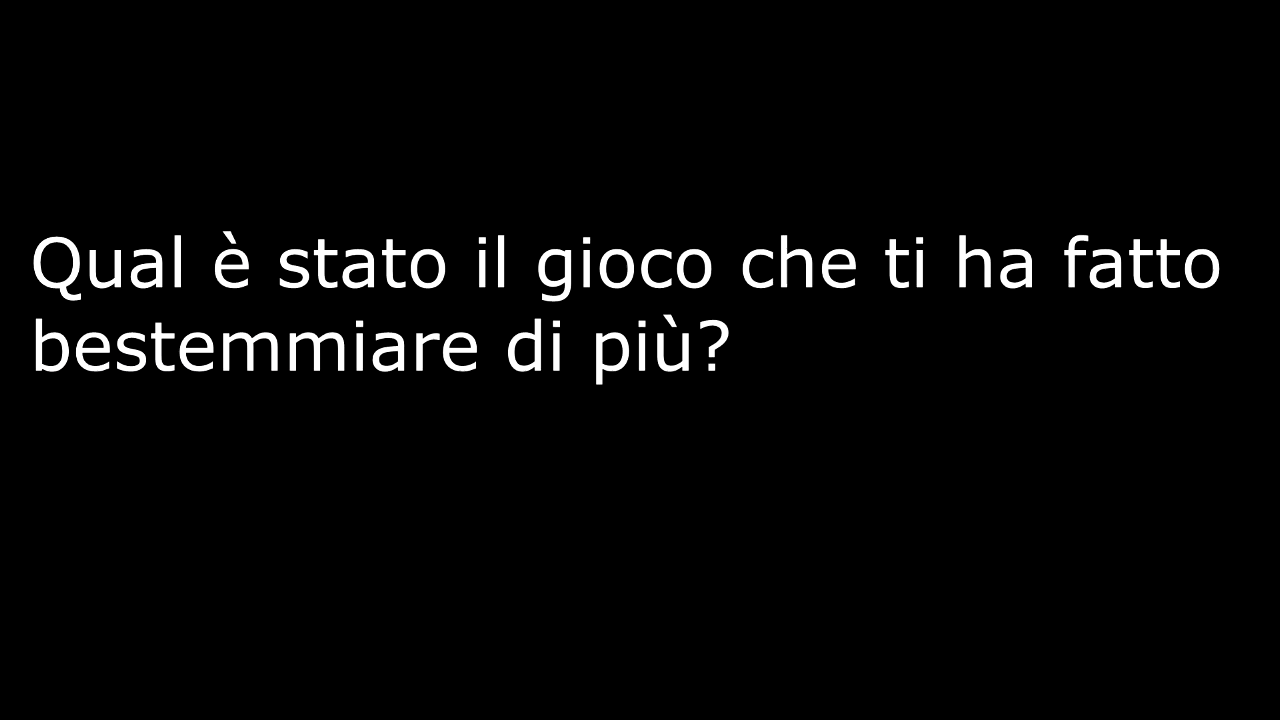 Qual è stato il gioco che ti ha fatto
bestemmiare di più?